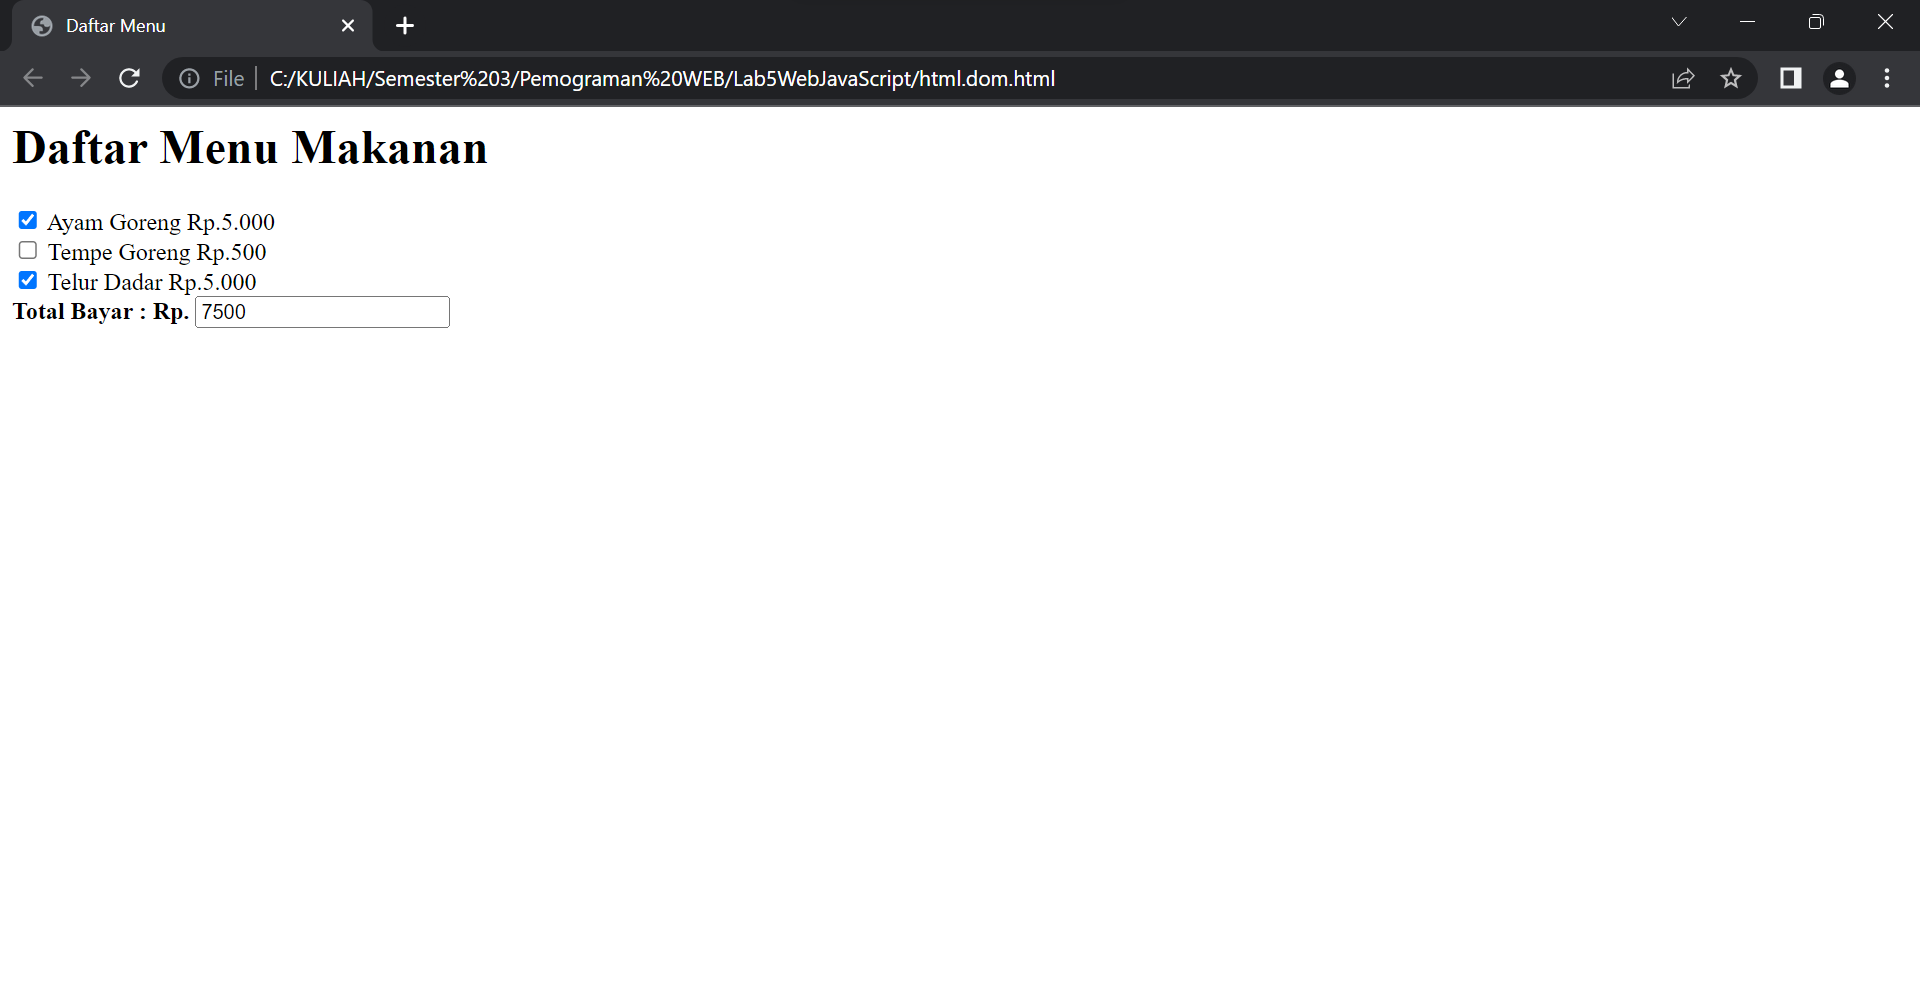 Daftar Menu
File
C:/KULIAH/Semester%203/Pemograman%20WEB/Lab5WebJavaScript/html.dom.html
Daftar Menu Makanan
Ayam Goreng Rp.5.000
Tempe Goreng Rp.500
Telur Dadar Rp.5.000
Total Bayar : Rp. 7500